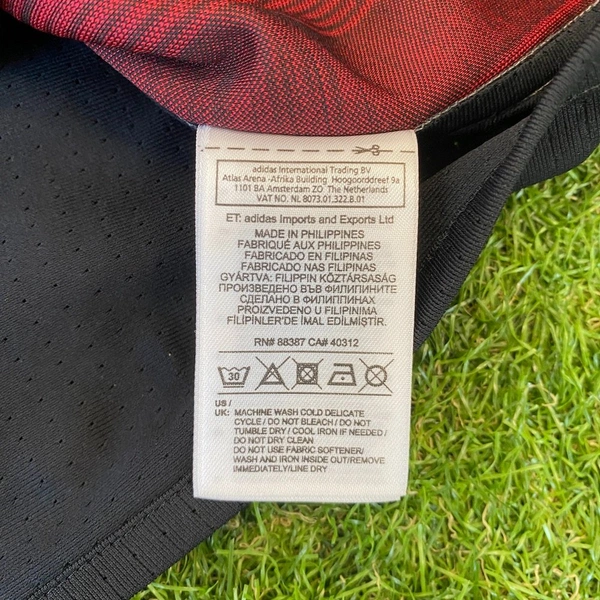 adidas International Trading BV
Atlas Arena -Afrika Building Hoogoorddreef 9a
1101 BA Amsterdam ZO The Netherlands
VAT NO. NL 8073.01.322.B.01
ET: adidas Imports and Exports Ltd
MADE IN PHILIPPINES
FABRIQUÉ AUX PHILIPPINES
FABRICADO EN FILIPINAS
FABRICADO NAS FILIPINAS
GYÁRTVA: FILIPPIN KÖZTÁRSASÁG
ПРОИЗВЕДЕНО ВЪВ ФИЛИПИНИТЕ
СДЕЛАНО В ФИЛИППИНАХ
PROIZVEDENO U FILIPINIMA
FİLİPİNLER'DE İMAL EDİLMİŞTİR.
RN# 88387 CA# 40312
30
US /
UK: MACHINE WASH COLD DELICATE
CYCLE / DO NOT BLEACH / DO NOT
TUMBLE DRY / COOL IRON IF NEEDED /
DO NOT DRY CLEAN
DO NOT USE FABRIC SOFTENER/
WASH AND IRON INSIDE OUT/REMOVE
IMMEDIATELY/LINE DRY